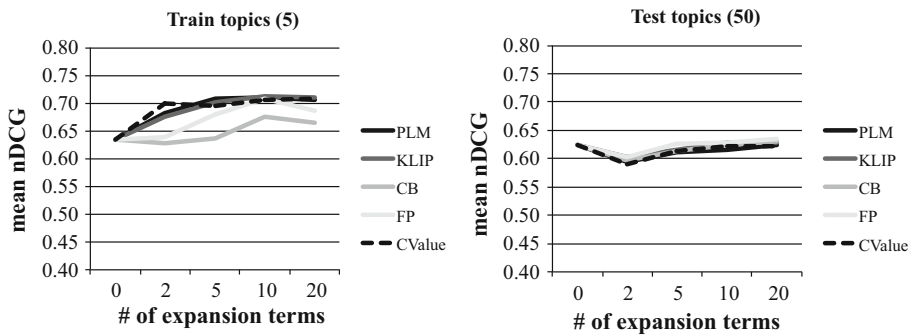 Train topics (5)
mean nDCG
0.80
0.75
0.70
0.65
0.60
0.55
0.50
0.45
0.40
0 2 5 10 20
# of expansion terms
PLM
KLIP
CB
FP
CValue
Test topics (50)
mean nDCG
0.80
0.75
0.70
0.65
0.60
0.55
0.50
0.45
0.40
0 2 5 10 20
# of expansion terms
PLM
KLIP
CB
FP
CValue